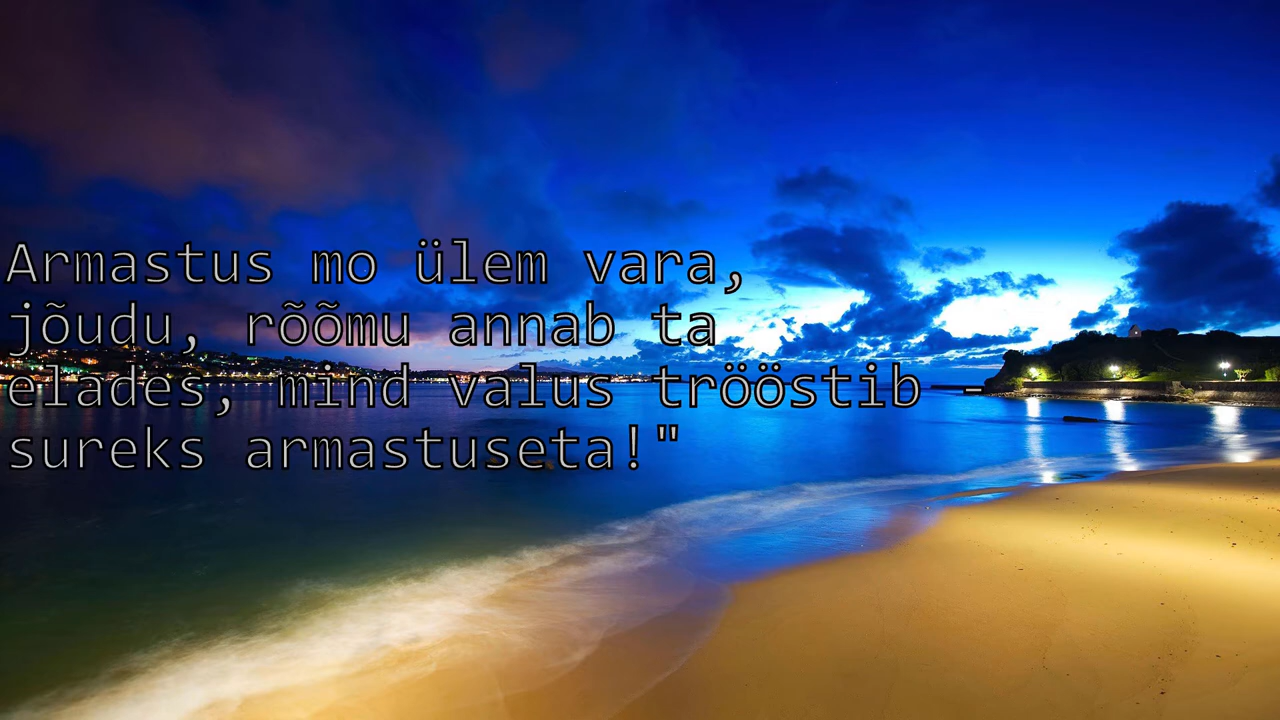 Armastus mo ülem vara,
jõudu, rõõmu annab ta
elades, mind valus trööstib -
sureks armastuseta!"